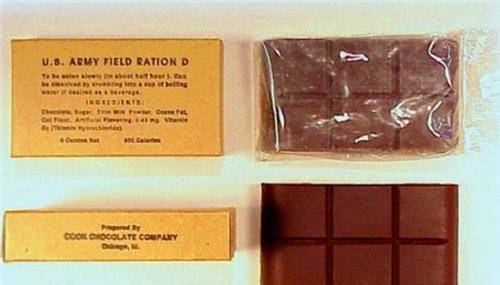 U.S. ARMY FIELD RATION D
To be eaten slowly (in about half hour). Can
be dissolved by crumbling into a cup of boiling
water if desired as a beverage.
INGREDIENTS:
Chocolate, Sugar, Skim Milk Powder, Cocoa Fat,
Oat Flour, Artificial Flavoring, 0.45 mg. Vitamin
B₁ (Thiamin Hydrochloride).
4 Ounces Net 600 Calories
Prepared By
COOK CHOCOLATE COMPANY
Chicago, Ill.